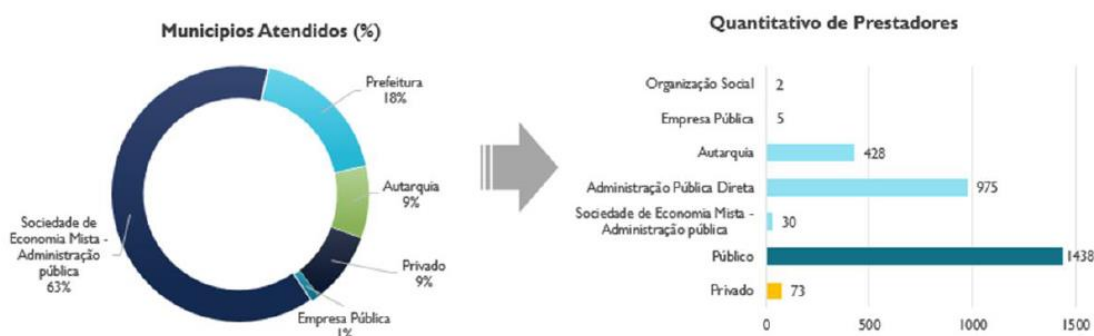 Municipios Atendidos (%)
Prefeitura
18%
Autarquia
9%
Privado
9%
Empresa Pública
1%
Sociedade de
Economia Mista -
Administração
pública
63%
Quantitativo de Prestadores
Organização Social
2
Empresa Pública
5
Autarquia
428
Administração Pública Direta
975
Sociedade de Economia Mista -
Administração pública
30
Público
1438
Privado
73
0
500
1000
1500